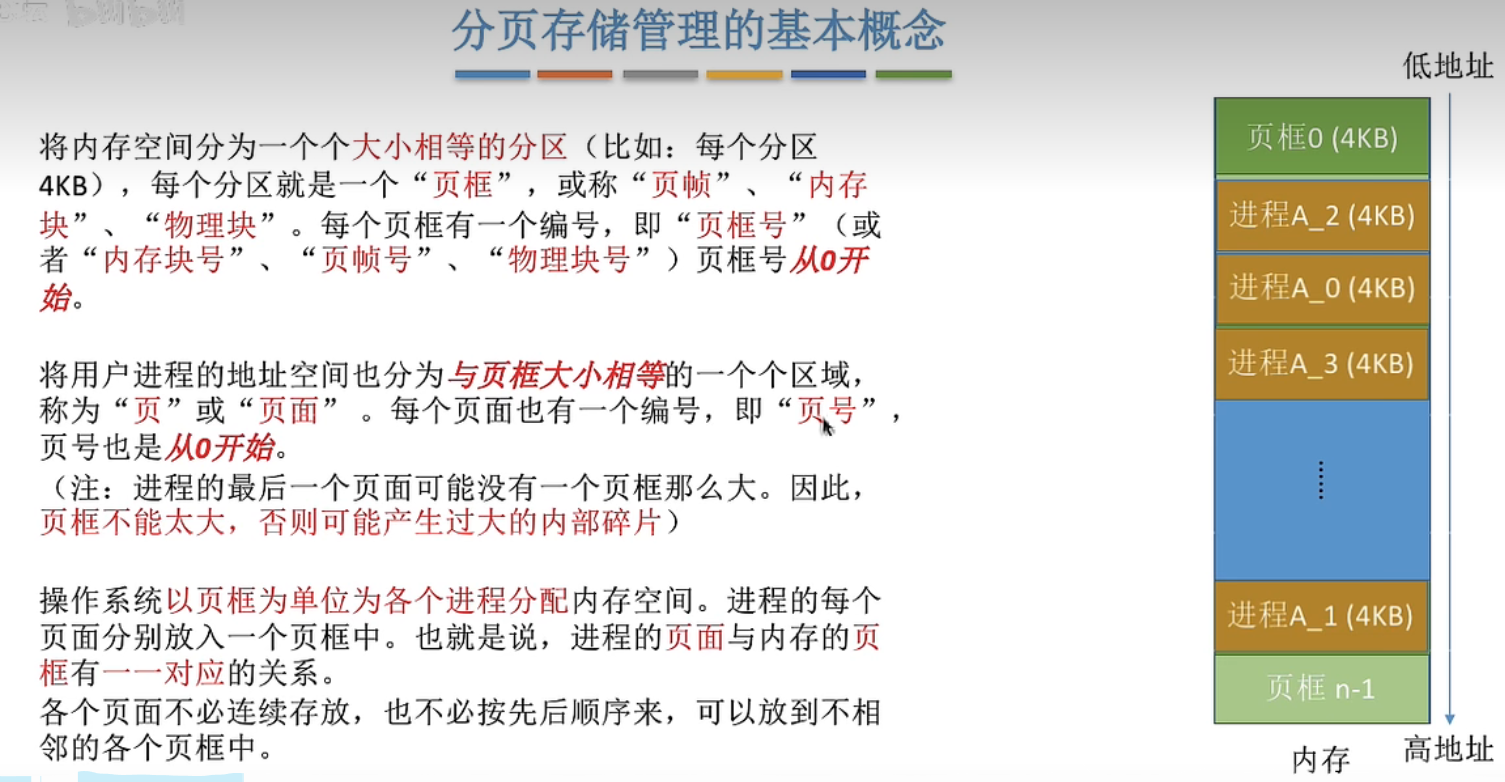 分页存储管理的基本概念
将内存空间分为一个个大小相等的分区（比如：每个分区
4KB），每个分区就是一个“页框”，或称“页帧”、“内存
块”、“物理块”。每个页框有一个编号，即“页框号”（或
者“内存块号”、“页帧号”、“物理块号”）页框号从0开
始。
将用户进程的地址空间也分为与页框大小相等的一个个区域，
称为“页”或“页面” 。每个页面也有一个编号，即“页号”，
页号也是从0开始。
（注：进程的最后一个页面可能没有一个页框那么大。因此，
页框不能太大，否则可能产生过大的内部碎片）
操作系统以页框为单位为各个进程分配内存空间。进程的每个
页面分别放入一个页框中。也就是说，进程的页面与内存的页
框有一一对应的关系。
各个页面不必连续存放，也不必按先后顺序来，可以放到不相
邻的各个页框中。
低地址
页框0 (4KB)
进程A_2 (4KB)
进程A_0 (4KB)
进程A_3 (4KB)
……
进程A_1 (4KB)
页框 n-1
内存
高地址